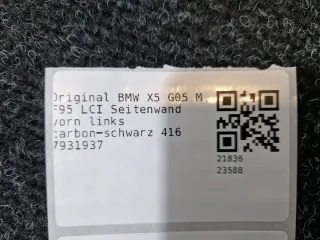 Original BMW X5 G05 M
F95 LCI Seitenwand
vorn links
carbon-schwarz 416
7931937
21836
23588